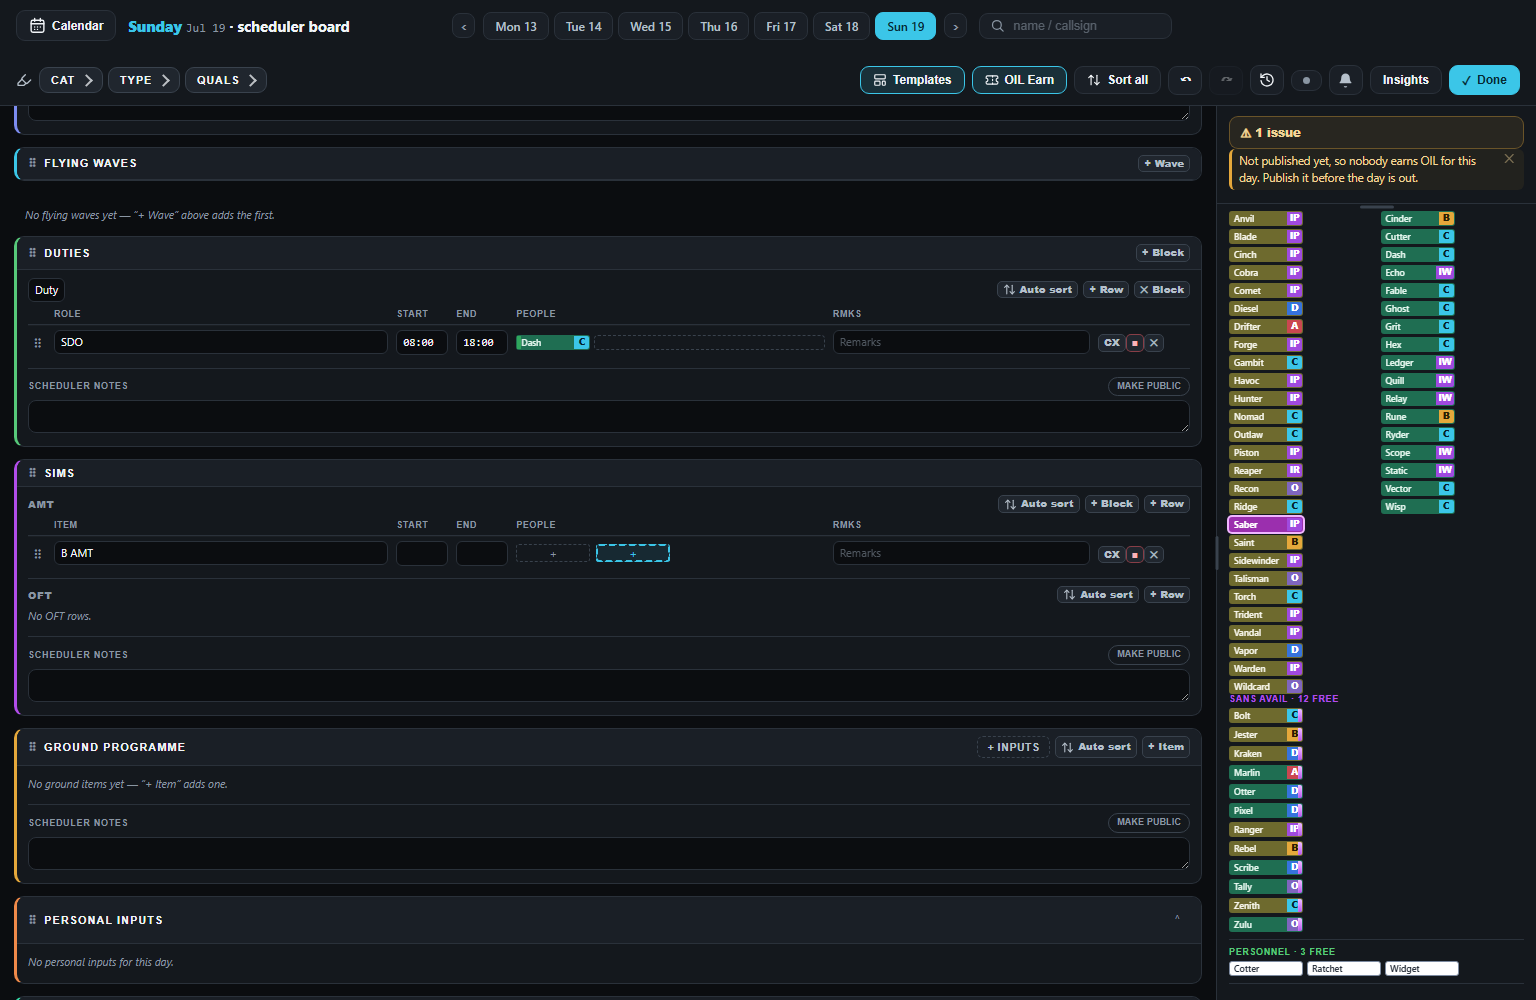 Calendar
Sunday Jul 19 · scheduler board
‹
Mon 13
Tue 14
Wed 15
Thu 16
Fri 17
Sat 18
Sun 19
›
name / callsign
CAT
TYPE
QUALS
Templates
OIL Earn
Sort all
Insights
✓ Done
FLYING WAVES
+ Wave
No flying waves yet — "+ Wave" above adds the first.
DUTIES
+ Block
Duty
Auto sort
+ Row
✕ Block
ROLE START END PEOPLE RMKS
SDO 08:00 18:00 Dash C Remarks CX ✕
SCHEDULER NOTES
MAKE PUBLIC
SIMS
AMT
Auto sort
+ Block
+ Row
ITEM START END PEOPLE RMKS
B AMT + + Remarks CX ✕
OFT
Auto sort
+ Row
No OFT rows.
SCHEDULER NOTES
MAKE PUBLIC
GROUND PROGRAMME
+ INPUTS
Auto sort
+ Item
No ground items yet — "+ Item" adds one.
SCHEDULER NOTES
MAKE PUBLIC
PERSONAL INPUTS
^
No personal inputs for this day.
⚠ 1 issue
Not published yet, so nobody earns OIL for this
day. Publish it before the day is out.
Anvil IP
Blade IP
Cinch IP
Cobra IP
Comet IP
Diesel D
Drifter A
Forge IP
Gambit C
Havoc IP
Hunter IP
Nomad C
Outlaw C
Piston IP
Reaper IR
Recon O
Ridge C
Saber IP
Saint B
Sidewinder IP
Talisman O
Torch C
Trident IP
Vandal IP
Vapor D
Warden IP
Wildcard O
Cinder B
Cutter C
Dash C
Echo IW
Fable C
Ghost C
Grit C
Hex C
Ledger IW
Quill IW
Relay IW
Rune B
Ryder C
Scope IW
Static IW
Vector C
Wisp C
SANS AVAIL · 12 FREE
Bolt C
Jester B
Kraken D
Marlin A
Otter D
Pixel D
Ranger IP
Rebel B
Scribe D
Tally O
Zenith C
Zulu O
PERSONNEL · 3 FREE
Cotter
Ratchet
Widget